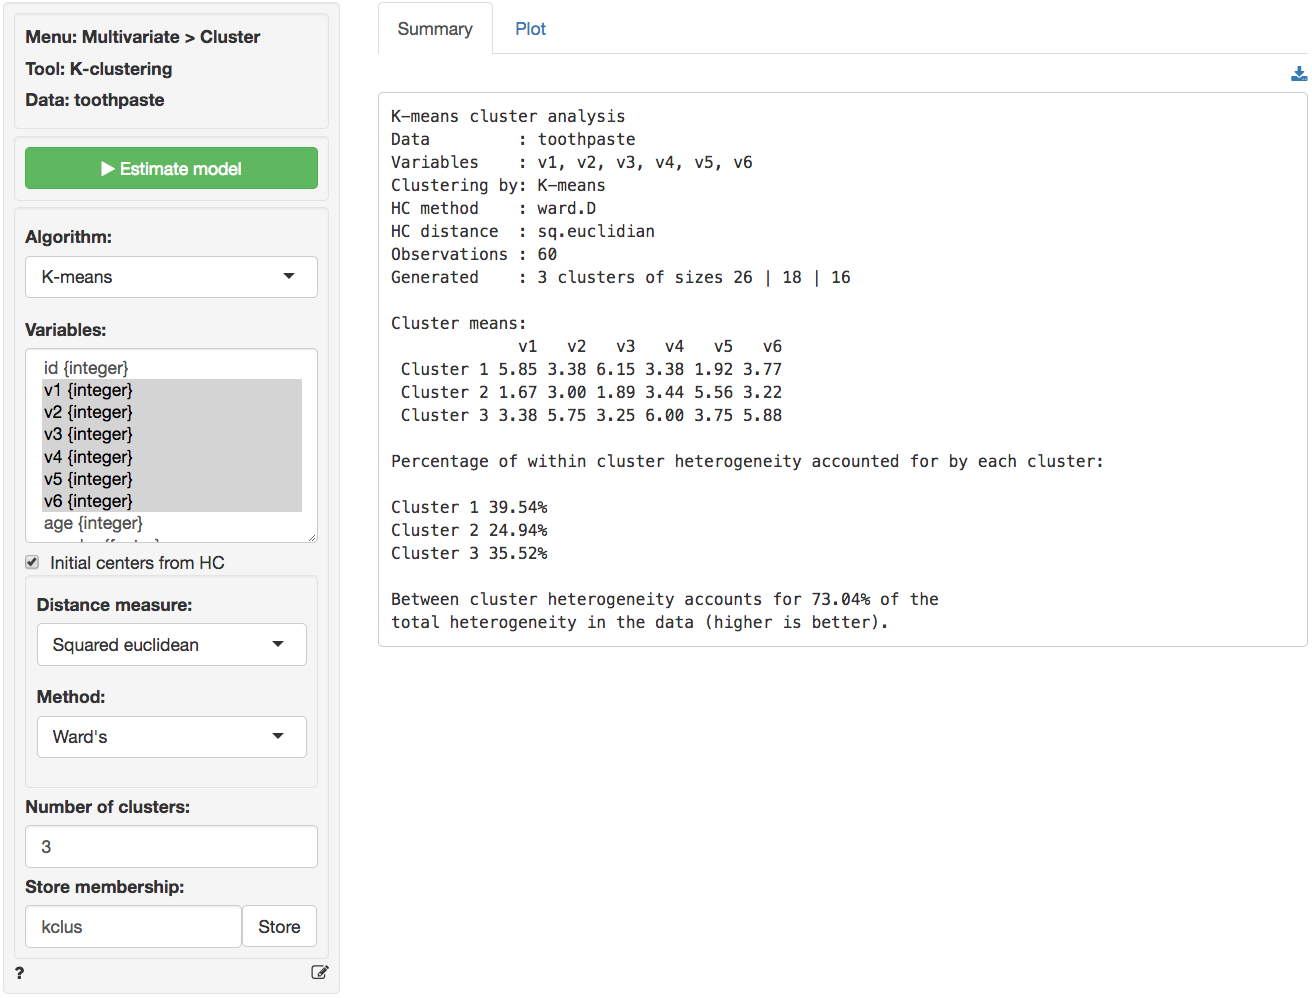 Menu: Multivariate > Cluster
Tool: K-clustering
Data: toothpaste
Estimate model
Algorithm:
K-means
Variables:
id {integer}
v1 {integer}
v2 {integer}
v3 {integer}
v4 {integer}
v5 {integer}
v6 {integer}
age {integer}
Initial centers from HC
Distance measure:
Squared euclidean
Method:
Ward's
Number of clusters:
3
Store membership:
kclus Store
?
Summary Plot
K-means cluster analysis
Data : toothpaste
Variables : v1, v2, v3, v4, v5, v6
Clustering by: K-means
HC method : ward.D
HC distance : sq.euclidian
Observations : 60
Generated : 3 clusters of sizes 26 | 18 | 16
Cluster means:
v1 v2 v3 v4 v5 v6
Cluster 1 5.85 3.38 6.15 3.38 1.92 3.77
Cluster 2 1.67 3.00 1.89 3.44 5.56 3.22
Cluster 3 3.38 5.75 3.25 6.00 3.75 5.88
Percentage of within cluster heterogeneity accounted for by each cluster:
Cluster 1 39.54%
Cluster 2 24.94%
Cluster 3 35.52%
Between cluster heterogeneity accounts for 73.04% of the
total heterogeneity in the data (higher is better).